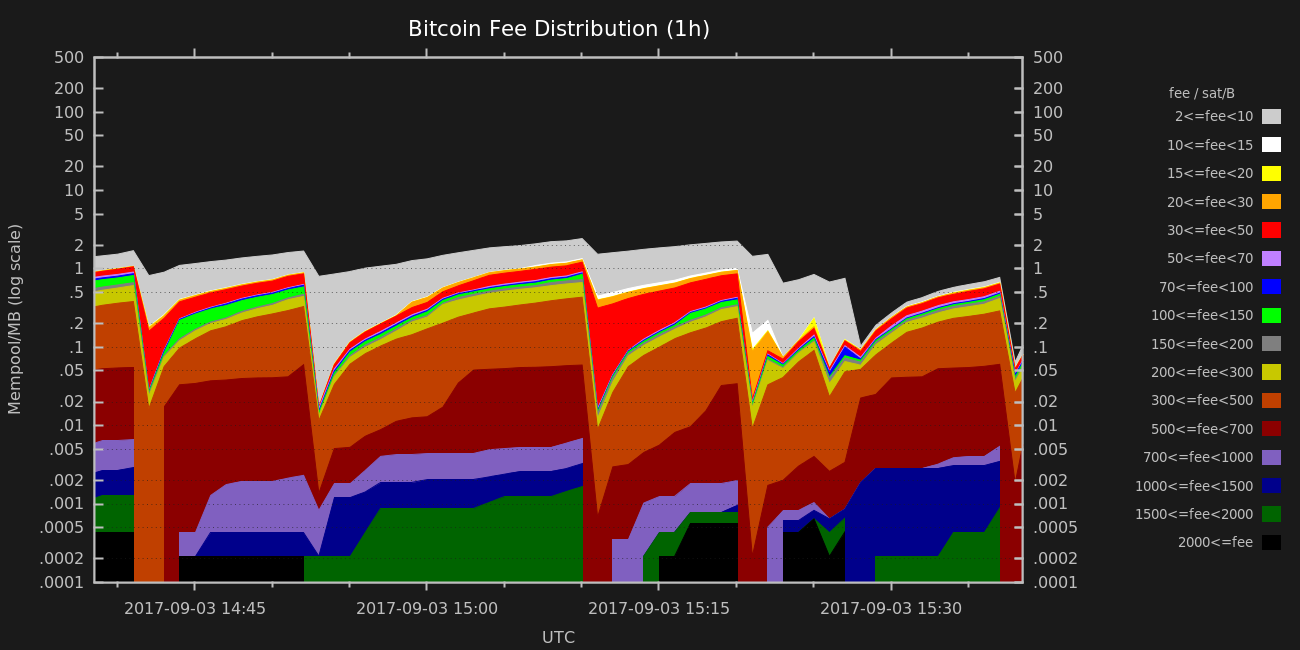 Bitcoin Fee Distribution (1h)
Mempool/MB (log scale)
500
200
100
50
20
10
5
2
1
.5
.2
.1
.05
.02
.01
.005
.002
.001
.0005
.0002
.0001
500
200
100
50
20
10
5
2
1
.5
.2
.1
.05
.02
.01
.005
.002
.001
.0005
.0002
.0001
2017-09-03 14:45
2017-09-03 15:00
2017-09-03 15:15
2017-09-03 15:30
UTC
fee / sat/B
2<=fee<10
10<=fee<15
15<=fee<20
20<=fee<30
30<=fee<50
50<=fee<70
70<=fee<100
100<=fee<150
150<=fee<200
200<=fee<300
300<=fee<500
500<=fee<700
700<=fee<1000
1000<=fee<1500
1500<=fee<2000
2000<=fee